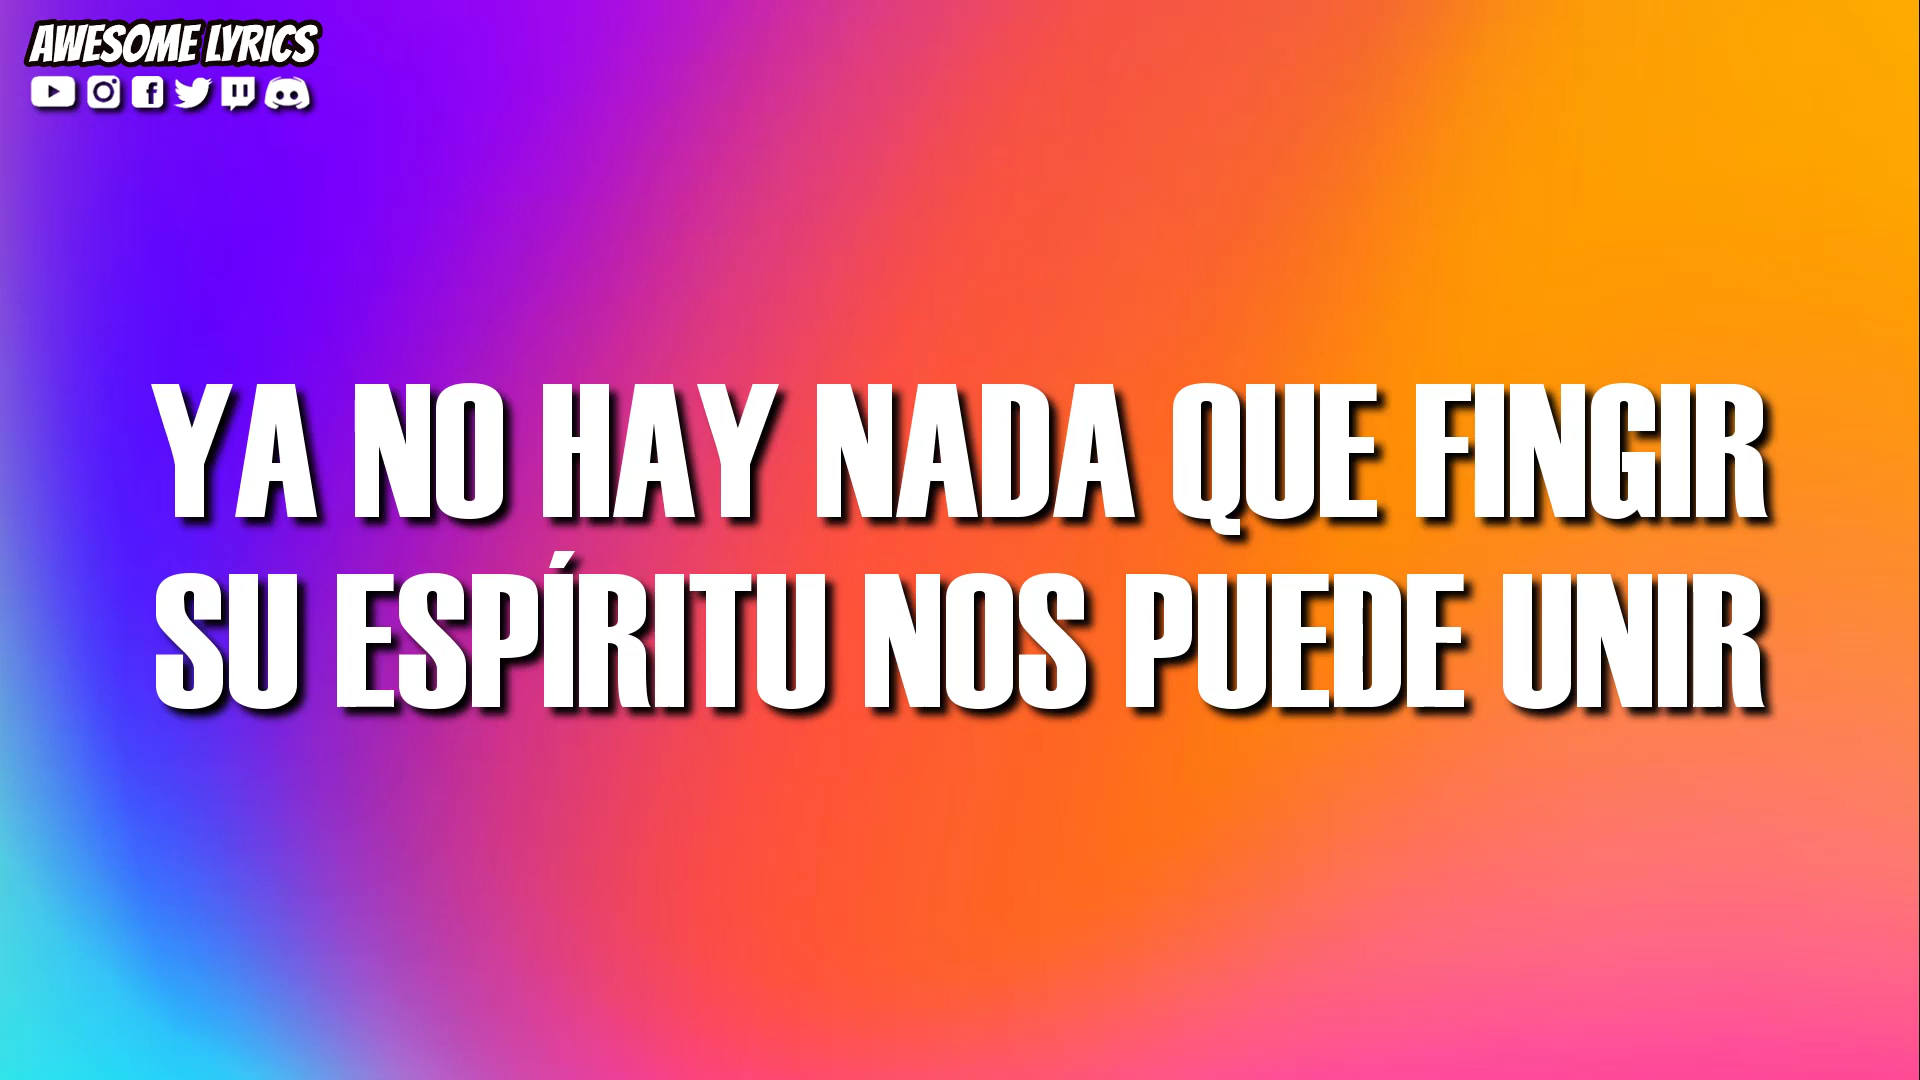 AWESOME LYRICS
YA NO HAY NADA QUE FINGIR
SU ESPÍRITU NOS PUEDE UNIR